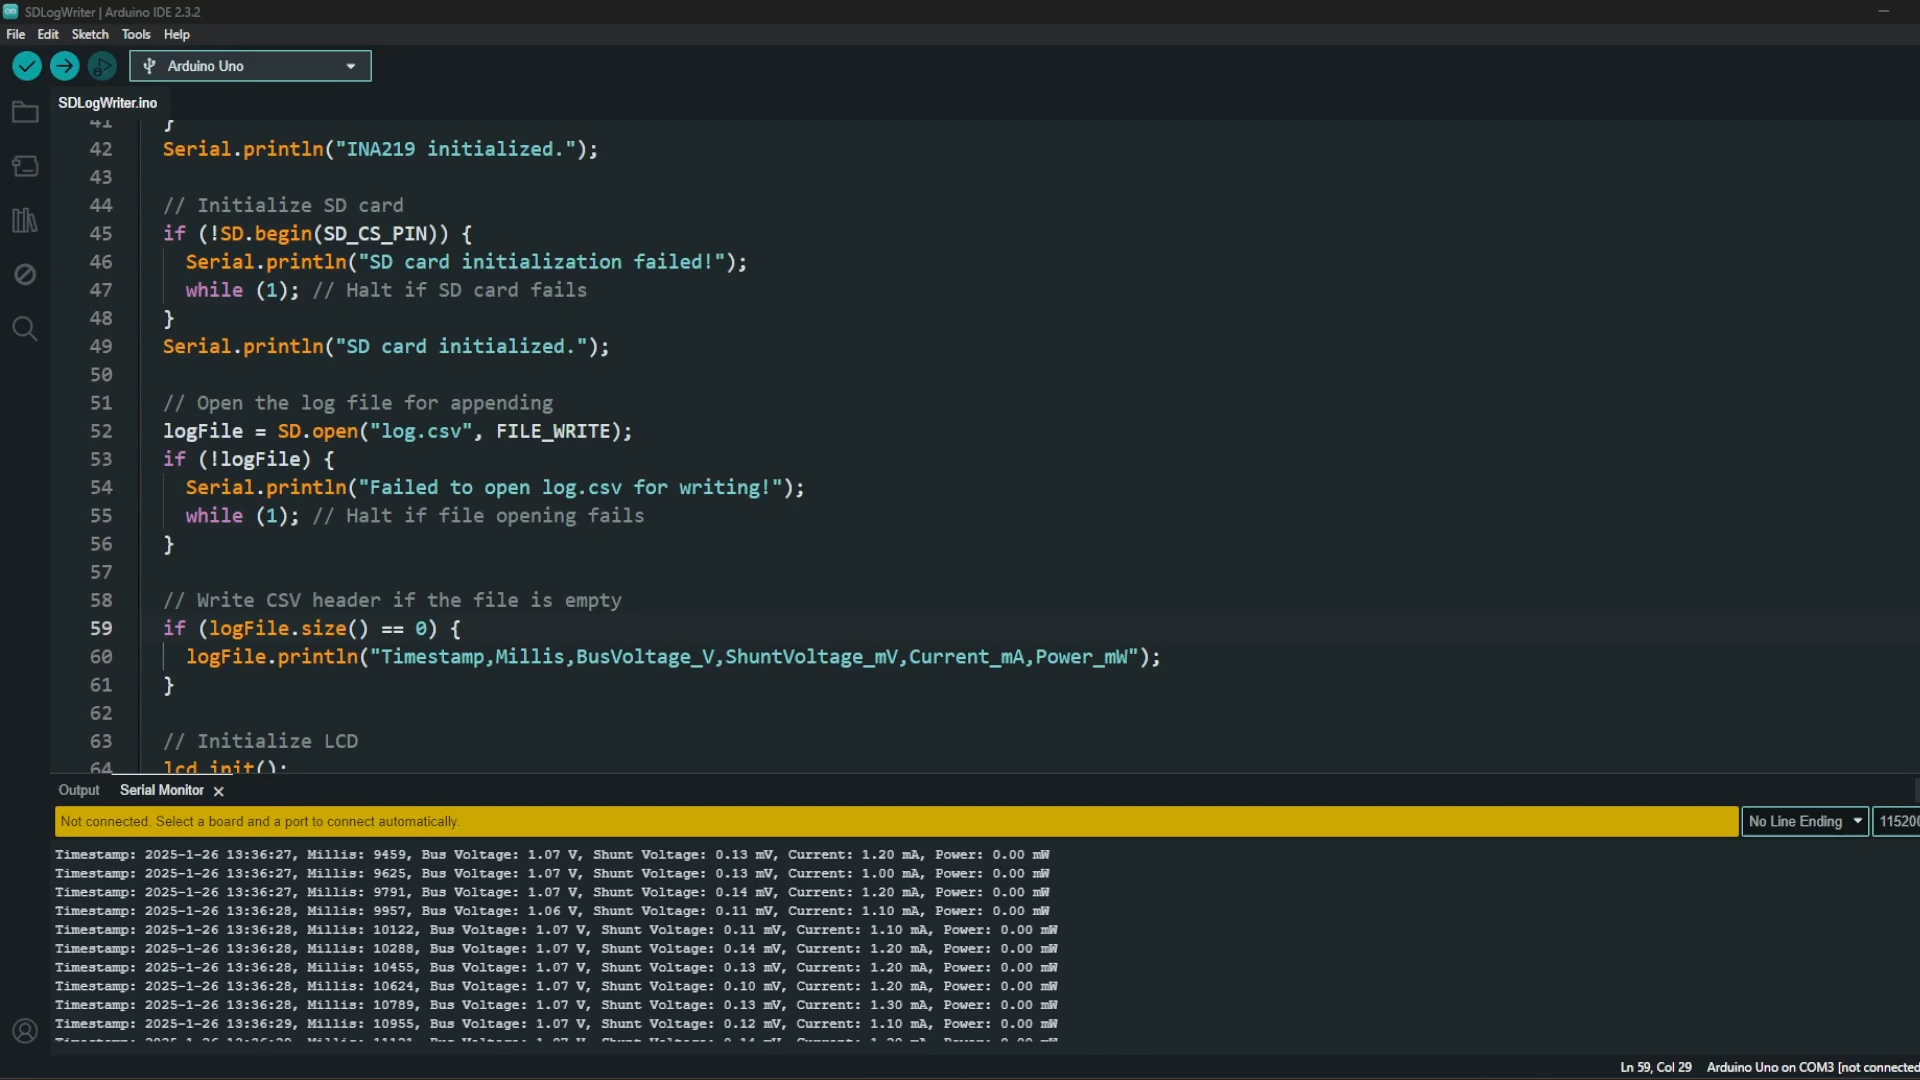 SDLogWriter | Arduino IDE 2.3.2
File Edit Sketch Tools Help
Arduino Uno
SDLogWriter.ino
41 }
42 Serial.println("INA219 initialized.");
43
44 // Initialize SD card
45 if (!SD.begin(SD_CS_PIN)) {
46 Serial.println("SD card initialization failed!");
47 while (1); // Halt if SD card fails
48 }
49 Serial.println("SD card initialized.");
50
51 // Open the log file for appending
52 logFile = SD.open("log.csv", FILE_WRITE);
53 if (!logFile) {
54 Serial.println("Failed to open log.csv for writing!");
55 while (1); // Halt if file opening fails
56 }
57
58 // Write CSV header if the file is empty
59 if (logFile.size() == 0) {
60 logFile.println("Timestamp,Millis,BusVoltage_V,ShuntVoltage_mV,Current_mA,Power_mW");
61 }
62
63 // Initialize LCD
64 lcd.init();
Output Serial Monitor
Not connected. Select a board and a port to connect automatically. No Line Ending 115200
Timestamp: 2025-1-26 13:36:27, Millis: 9459, Bus Voltage: 1.07 V, Shunt Voltage: 0.13 mV, Current: 1.20 mA, Power: 0.00 mW
Timestamp: 2025-1-26 13:36:27, Millis: 9625, Bus Voltage: 1.07 V, Shunt Voltage: 0.13 mV, Current: 1.00 mA, Power: 0.00 mW
Timestamp: 2025-1-26 13:36:27, Millis: 9791, Bus Voltage: 1.07 V, Shunt Voltage: 0.14 mV, Current: 1.20 mA, Power: 0.00 mW
Timestamp: 2025-1-26 13:36:28, Millis: 9957, Bus Voltage: 1.06 V, Shunt Voltage: 0.11 mV, Current: 1.10 mA, Power: 0.00 mW
Timestamp: 2025-1-26 13:36:28, Millis: 10122, Bus Voltage: 1.07 V, Shunt Voltage: 0.11 mV, Current: 1.10 mA, Power: 0.00 mW
Timestamp: 2025-1-26 13:36:28, Millis: 10288, Bus Voltage: 1.07 V, Shunt Voltage: 0.14 mV, Current: 1.20 mA, Power: 0.00 mW
Timestamp: 2025-1-26 13:36:28, Millis: 10455, Bus Voltage: 1.07 V, Shunt Voltage: 0.13 mV, Current: 1.20 mA, Power: 0.00 mW
Timestamp: 2025-1-26 13:36:28, Millis: 10624, Bus Voltage: 1.07 V, Shunt Voltage: 0.10 mV, Current: 1.20 mA, Power: 0.00 mW
Timestamp: 2025-1-26 13:36:28, Millis: 10789, Bus Voltage: 1.07 V, Shunt Voltage: 0.13 mV, Current: 1.30 mA, Power: 0.00 mW
Timestamp: 2025-1-26 13:36:29, Millis: 10955, Bus Voltage: 1.07 V, Shunt Voltage: 0.12 mV, Current: 1.10 mA, Power: 0.00 mW
Ln 59, Col 29 Arduino Uno on COM3 [not connected